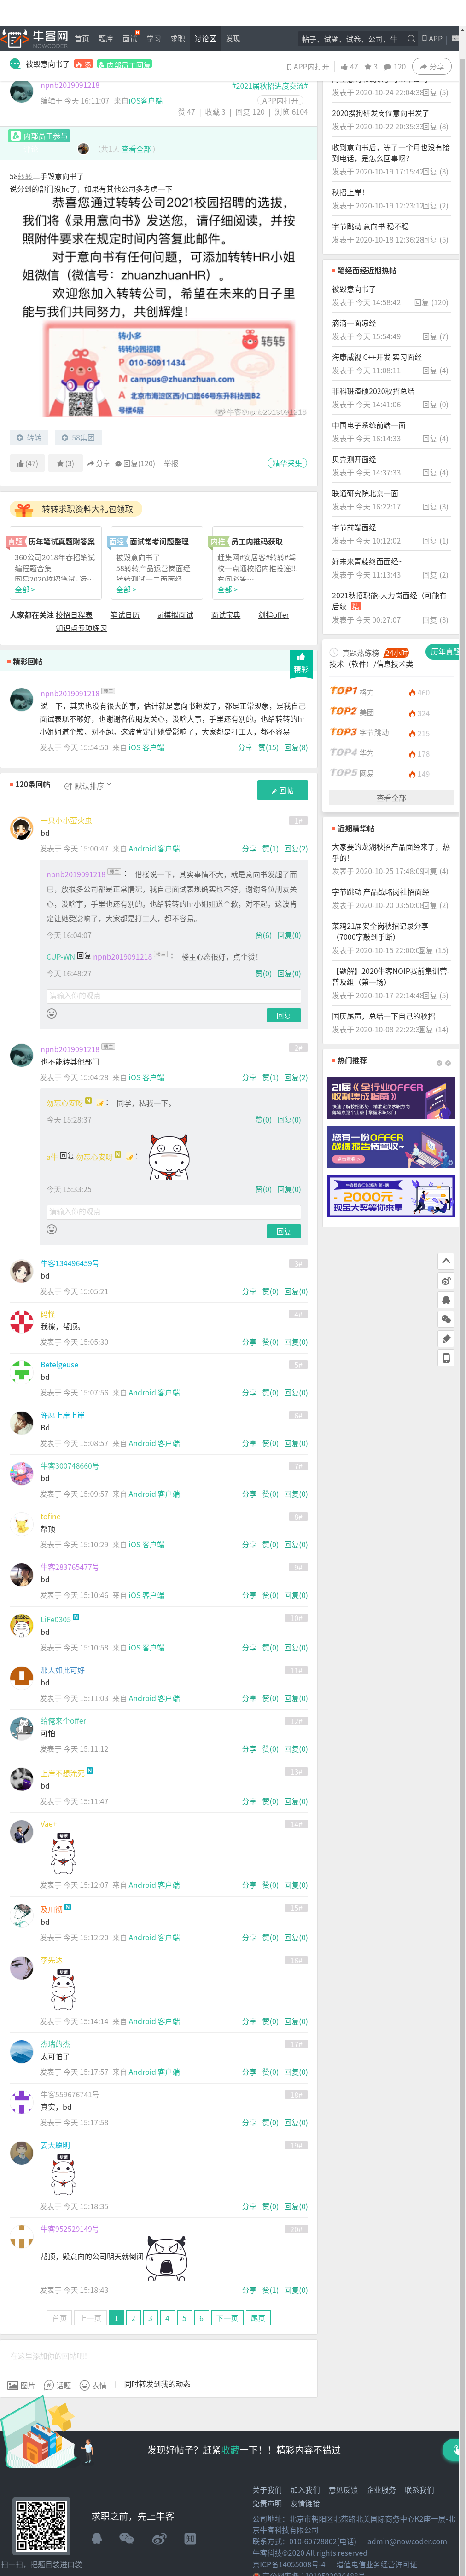 牛客网
NOWCODER
首页 题库 面试 学习 求职 讨论区 发现
帖子、试题、试卷、公司、牛
APP
被毁意向书了
内部员工回复
APP内打开 47 3 120 分享
npnb2019091218
#2021届秋招进度交流#
编辑于 今天 16:11:07 来自iOS客户端
APP内打开
赞 47 | 收藏 3 | 回复 120 | 浏览 6104
内部员工参与
(共1人 查看全部 )
58转转二手毁意向书了
说分到的部门没hc了，如果有其他公司多考虑一下
恭喜您通过转转公司2021校园招聘的选拔，
我们将《录用意向书》发送您，请仔细阅读，并
按照附件要求在规定时间内答复此邮件。
对于意向书有任何问题，可添加转转HR小姐
姐微信（微信号：zhuanzuanHR）。
欢迎您加入转转公司，希望在未来的日子里
能与我们共同努力，共创辉煌!
转小多
转转校园招聘
P 010-50911434
M campus@zhuanzhuan.com
A 北京市海淀区西小口路66号东升科技园B2
号楼6层
转转
牛客@npnb2019091218
转转 58集团
(47) (3) 分享 回复(120) 举报
精华采集
转转求职资料大礼包领取
真题 历年笔试真题附答案
360公司2018年春招笔试
编程题合集
全部 >
面经 面试常考问题整理
被毁意向书了
58转转产品运营岗面经
全部 >
内推 员工内推码获取
赶集网#安居客#转转#驾
校一点通校招内推投递!!!
全部 >
大家都在关注 校招日程表 笔试日历 ai模拟面试 面试宝典 剑指offer
知识点专项练习
精彩回帖
精彩
npnb2019091218 楼主
说一下，其实也没有很大的事，估计就是意向书超发了，都是正常现象，是我自己
面试表现不够好，也谢谢各位朋友关心，没啥大事，手里还有别的。也给转转的hr小
姐姐道个歉，对不起。这波肯定让她受影响了，大家都是打工人，都不容易
发表于 今天 15:54:50 来自 iOS 客户端
分享 赞(15) 回复(8)
120条回帖 默认排序
回帖
一只小小萤火虫
1#
bd
发表于 今天 15:00:47 来自 Android 客户端
分享 赞(1) 回复(2)
npnb2019091218 楼主 ： 借楼说一下，其实事情不大，就是意向书发超了而
已，放很多公司都是正常情况，我自己面试表现确实也不好，谢谢各位朋友关
心，没啥事，手里也还有别的。也给转转的hr小姐姐道个歉，对不起。这波肯
定让她受影响了，大家都是打工人，都不容易。
今天 16:04:07
赞(6) 回复(0)
CUP-WN 回复 npnb2019091218 楼主 ： 楼主心态很好，点个赞！
今天 16:48:27
赞(0) 回复(0)
请输入你的观点
回复
npnb2019091218 楼主
2#
也不能转其他部门
发表于 今天 15:04:28 来自 iOS 客户端
分享 赞(1) 回复(2)
勿忘心安呀 N ： 同学，私我一下。
今天 15:28:37
赞(0) 回复(0)
a牛 回复 勿忘心安呀 N ：
今天 15:33:25
赞(0) 回复(0)
请输入你的观点
回复
牛客134496459号
3#
bd
发表于 今天 15:05:21
分享 赞(0) 回复(0)
码怪
4#
我擦，帮顶。
发表于 今天 15:05:30
分享 赞(0) 回复(0)
Betelgeuse_
5#
bd
发表于 今天 15:07:56 来自 Android 客户端
分享 赞(0) 回复(0)
许愿上岸上岸
6#
Bd
发表于 今天 15:08:57 来自 Android 客户端
分享 赞(0) 回复(0)
牛客300748660号
7#
bd
发表于 今天 15:09:57 来自 Android 客户端
分享 赞(0) 回复(0)
tofine
8#
帮顶
发表于 今天 15:10:29 来自 iOS 客户端
分享 赞(0) 回复(0)
牛客283765477号
9#
bd
发表于 今天 15:10:46 来自 iOS 客户端
分享 赞(0) 回复(0)
LiFe0305 N
10#
bd
发表于 今天 15:10:58 来自 iOS 客户端
分享 赞(0) 回复(0)
那人如此可好
11#
bd
发表于 今天 15:11:03 来自 Android 客户端
分享 赞(0) 回复(0)
给俺来个offer
12#
可怕
发表于 今天 15:11:12
分享 赞(0) 回复(0)
上岸不想淹死 N
13#
bd
发表于 今天 15:11:47
分享 赞(0) 回复(0)
Vae+
14#
发表于 今天 15:12:07 来自 Android 客户端
分享 赞(0) 回复(0)
及川彻 N
15#
bd
发表于 今天 15:12:20 来自 Android 客户端
分享 赞(0) 回复(0)
李先达
16#
发表于 今天 15:14:14 来自 Android 客户端
分享 赞(0) 回复(0)
杰瑞的杰
17#
太可怕了
发表于 今天 15:17:57 来自 Android 客户端
分享 赞(0) 回复(0)
牛客559676741号
18#
真实，bd
发表于 今天 15:17:58
分享 赞(0) 回复(0)
姜大聪明
19#
发表于 今天 15:18:35
分享 赞(0) 回复(0)
牛客952529149号
20#
帮顶，毁意向的公司明天就倒闭
发表于 今天 15:18:43
分享 赞(1) 回复(0)
首页 上一页 1 2 3 4 5 6 下一页 尾页
在这里添加你的回帖吧！
图片 话题 表情 同时转发到我的动态
发表于 2020-10-24 22:04:38 回复 (5)
2020搜狗研发岗位意向书发了
发表于 2020-10-22 20:35:33 回复 (8)
收到意向书后，等了一个月也没有接
到电话，是怎么回事呀?
发表于 2020-10-19 17:15:42 回复 (3)
秋招上岸！
发表于 2020-10-19 12:23:12 回复 (2)
字节跳动 意向书 稳不稳
发表于 2020-10-18 12:36:28 回复 (5)
笔经面经近期热帖
被毁意向书了
发表于 今天 14:58:42 回复 (120)
滴滴一面凉经
发表于 今天 15:54:49 回复 (7)
海康威视 C++开发 实习面经
发表于 今天 11:08:11 回复 (4)
非科班渣硕2020秋招总结
发表于 今天 14:41:06 回复 (0)
中国电子系统前端一面
发表于 今天 16:14:33 回复 (4)
贝壳测开面经
发表于 今天 14:37:33 回复 (4)
联通研究院北京一面
发表于 今天 16:22:17 回复 (3)
字节前端面经
发表于 今天 10:12:02 回复 (1)
好未来青藤终面面经~
发表于 今天 11:13:43 回复 (2)
2021秋招职能-人力岗面经（可能有
后续 精
发表于 今天 00:27:07 回复 (3)
真题热练榜 24小时
历年真题
技术（软件）/信息技术类
TOP1 格力 460
TOP2 美团 324
TOP3 字节跳动 215
TOP4 华为 178
TOP5 网易 149
查看全部
近期精华帖
大家要的龙湖秋招产品面经来了，热
乎的！
发表于 2020-10-25 17:48:09 回复 (4)
字节跳动 产品战略岗社招面经
发表于 2020-10-20 03:50:08 回复 (2)
菜鸡21届安全岗秋招记录分享
（7000字敲到手断）
发表于 2020-10-15 22:00:02 回复 (15)
【题解】2020牛客NOIP赛前集训营-
普及组（第一场）
发表于 2020-10-17 22:14:48 回复 (5)
国庆尾声，总结一下自己的秋招
发表于 2020-10-08 22:22:38 回复 (14)
热门推荐
21届《全行业OFFER
收割集成指南》
您有一份OFFER
战绩报告待查收~
2000元
现金大奖等你来拿
发现好帖子? 赶紧收藏一下！！精彩内容不错过
求职之前，先上牛客
扫一扫，把题目装进口袋
关于我们 加入我们 意见反馈 企业服务 联系我们
免责声明 友情链接
公司地址：北京市朝阳区北苑路北美国际商务中心K2座一层-北
京牛客科技有限公司
联系方式：010-60728802(电话) admin@nowcoder.com
牛客科技©2020 All rights reserved
京ICP备14055008号-4 增值电信业务经营许可证